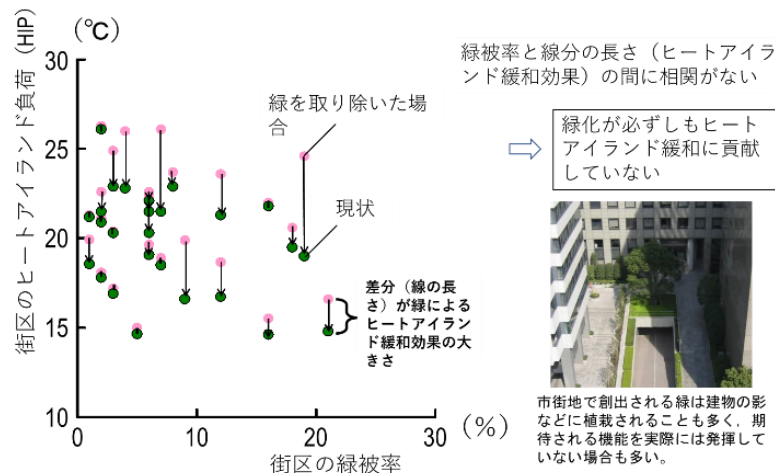 (℃)
街区のヒートアイランド負荷 (HIP)
30
25
20
15
10
0
10
20
30
(%)
街区の緑被率
緑を取り除いた場
合
現状
差分（線の長
さ）が緑による
ヒートアイラン
ド緩和効果の大
きさ
緑被率と線分の長さ（ヒートアイラ
ンド緩和効果）の間に相関がない
緑化が必ずしもヒート
アイランド緩和に貢献
していない
市街地で創出される緑は建物の影
などに植栽されることも多く，期
待される機能を実際には発揮して
いない場合も多い。